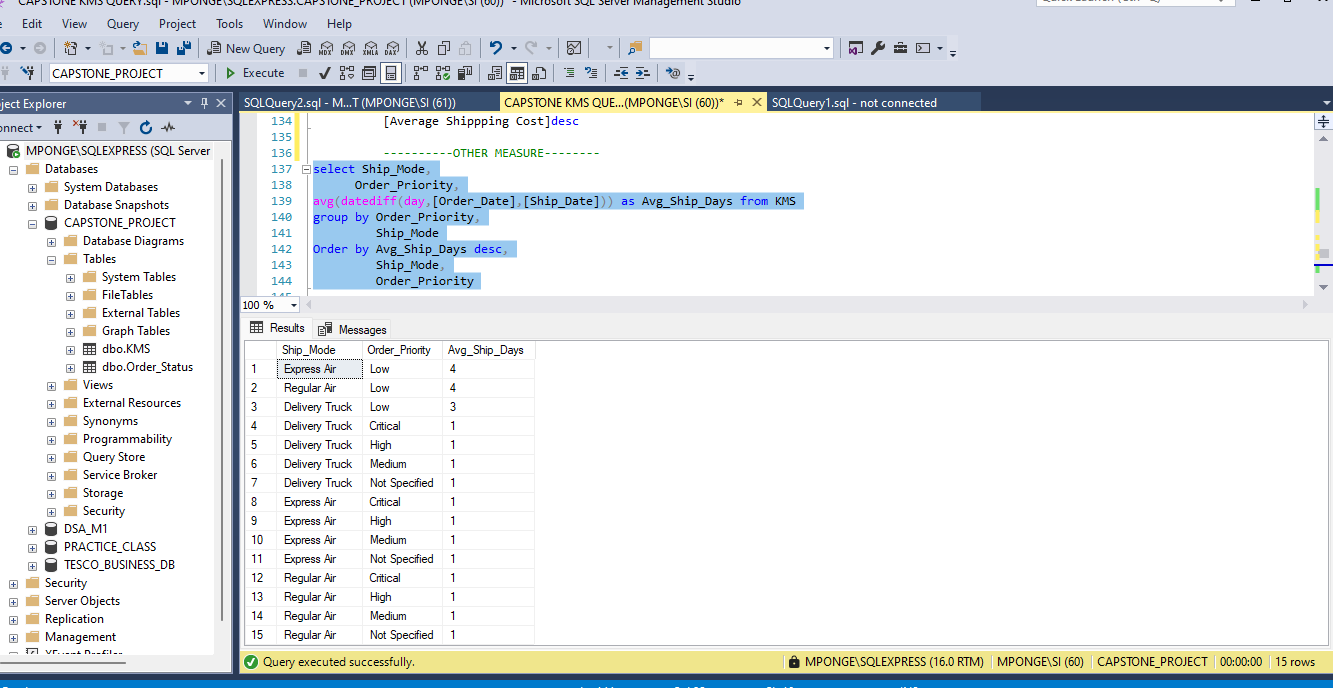 CAPSTONE KMS QUERY.sql - MPONGE\SQLEXPRESS.CAPSTONE_PROJECT (MPONGE\SI (60))* - Microsoft SQL Server Management Studio
Edit View Query Project Tools Window Help
New Query
MDX DMX XMLA DAX
CAPSTONE_PROJECT Execute
ject Explorer
onnect
MPONGE\SQLEXPRESS (SQL Server
Databases
System Databases
Database Snapshots
CAPSTONE_PROJECT
Database Diagrams
Tables
System Tables
FileTables
External Tables
Graph Tables
dbo.KMS
dbo.Order_Status
Views
External Resources
Synonyms
Programmability
Query Store
Service Broker
Storage
Security
DSA_M1
PRACTICE_CLASS
TESCO_BUSINESS_DB
Security
Server Objects
Replication
Management
SQLQuery2.sql - M...T (MPONGE\SI (61)) CAPSTONE KMS QUE...(MPONGE\SI (60))* SQLQuery1.sql - not connected
134 [Average Shippping Cost]desc
135
136 ----------OTHER MEASURE--------
137 select Ship_Mode,
138 Order_Priority,
139 avg(datediff(day,[Order_Date],[Ship_Date])) as Avg_Ship_Days from KMS
140 group by Order_Priority,
141 Ship_Mode
142 Order by Avg_Ship_Days desc,
143 Ship_Mode,
144 Order_Priority
100 %
Results Messages
Ship_Mode Order_Priority Avg_Ship_Days
1 Express Air Low 4
2 Regular Air Low 4
3 Delivery Truck Low 3
4 Delivery Truck Critical 1
5 Delivery Truck High 1
6 Delivery Truck Medium 1
7 Delivery Truck Not Specified 1
8 Express Air Critical 1
9 Express Air High 1
10 Express Air Medium 1
11 Express Air Not Specified 1
12 Regular Air Critical 1
13 Regular Air High 1
14 Regular Air Medium 1
15 Regular Air Not Specified 1
Query executed successfully. MPONGE\SQLEXPRESS (16.0 RTM) MPONGE\SI (60) CAPSTONE_PROJECT 00:00:00 15 rows